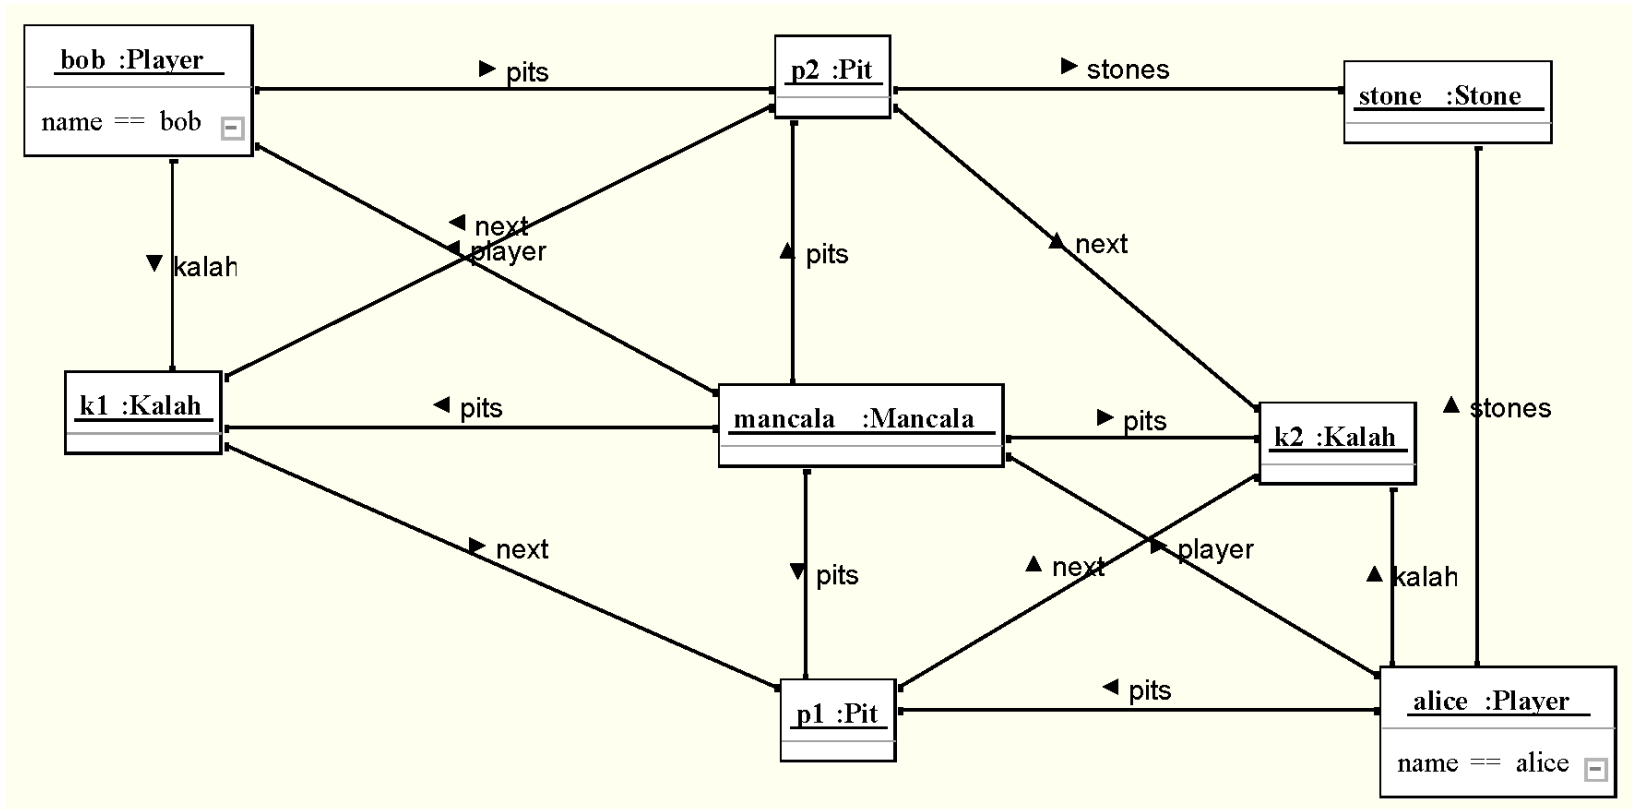 bob :Player
name == bob
pits
p2 :Pit
stones
stone :Stone
next
player
pits
next
kalah
k1 :Kalah
pits
mancala :Mancala
pits
k2 :Kalah
stones
next
pits
next
player
kalah
p1 :Pit
pits
alice :Player
name == alice